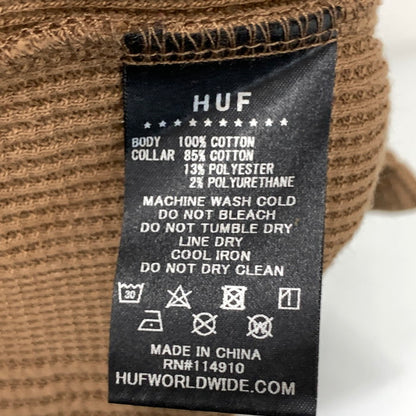 HUF
★★★★★★★★★★
BODY 100% COTTON
COLLAR 85% COTTON
13% POLYESTER
2% POLYURETHANE
MACHINE WASH COLD
DO NOT BLEACH
DO NOT TUMBLE DRY
LINE DRY
COOL IRON
DO NOT DRY CLEAN
30
MADE IN CHINA
RN#114910
HUFWORLDWIDE.COM